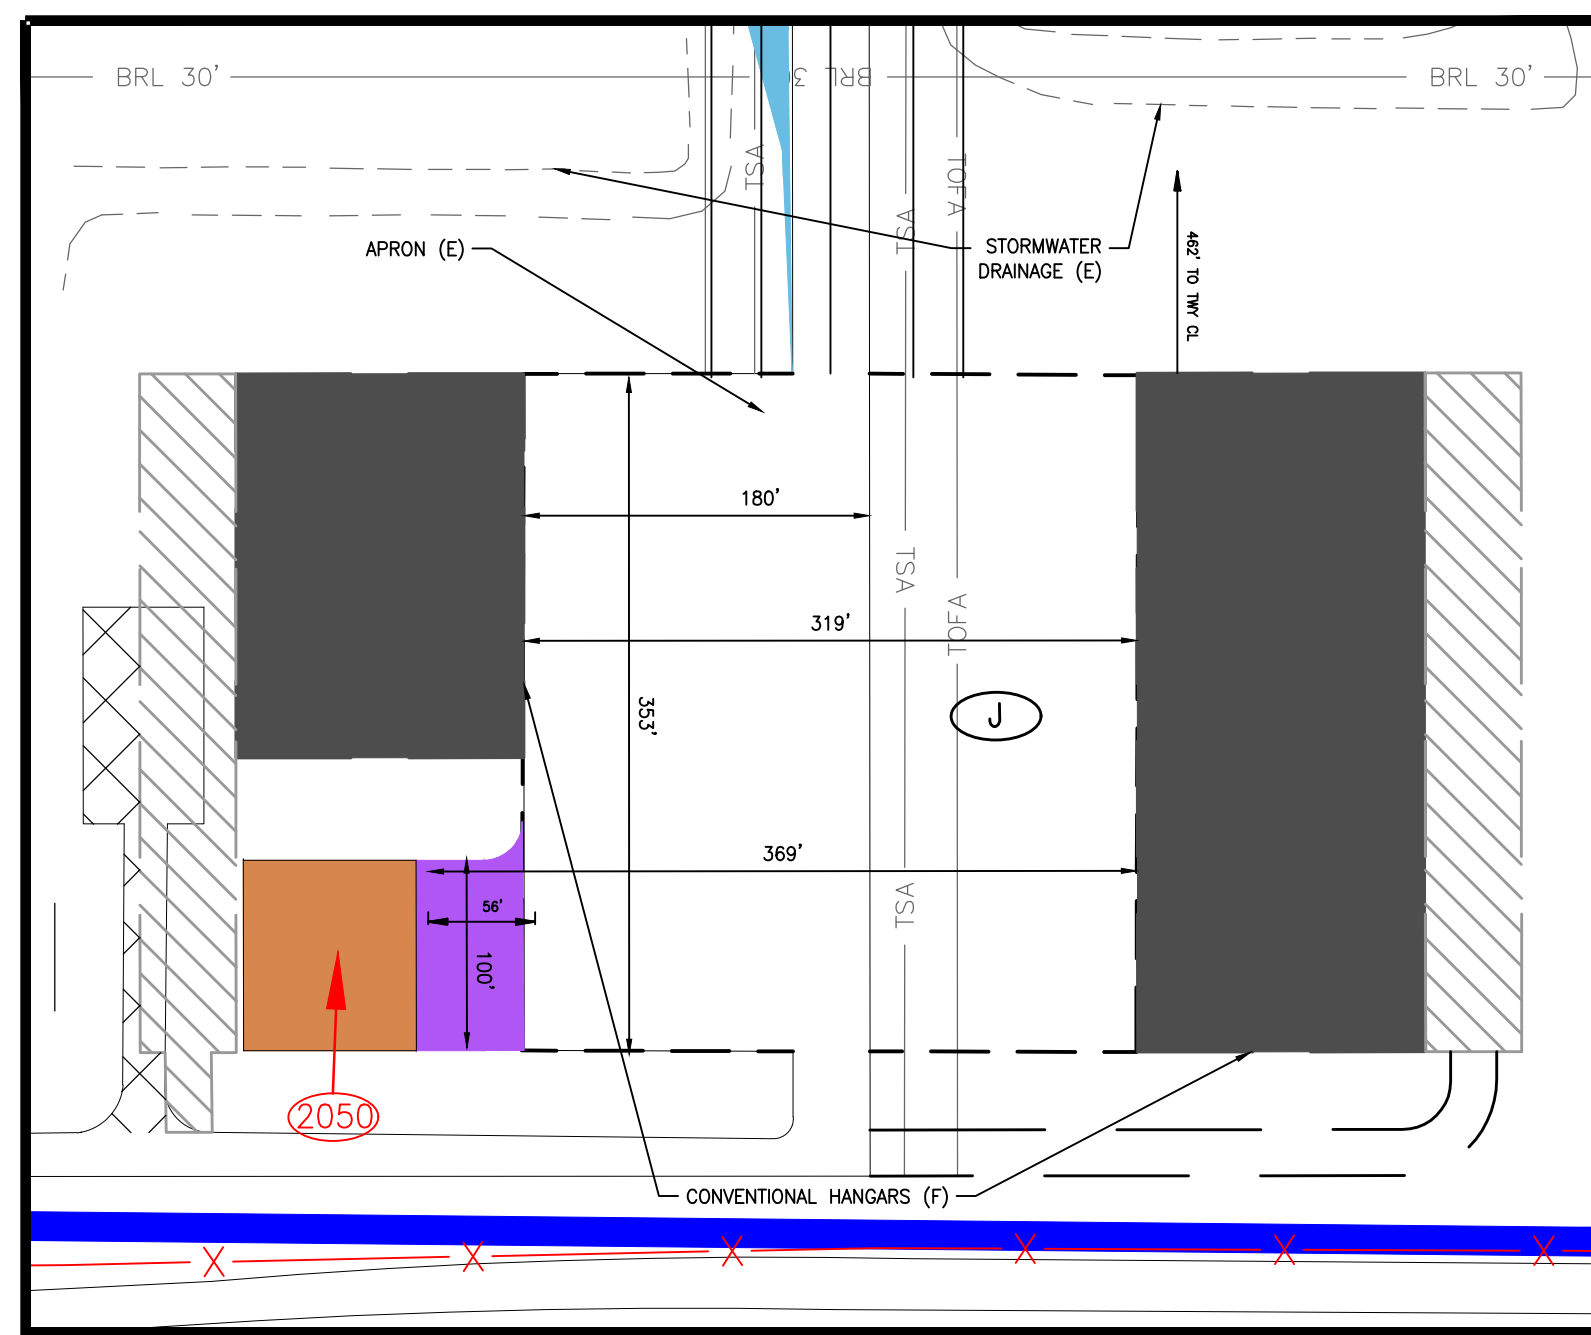 BRL 30'
BRL 3
BRL 30'
TSA
TSA
TOFA
APRON (E)
STORMWATER
DRAINAGE (E)
462' TO TWY CL
180'
TSA
TOFA
319'
353'
J
369'
TSA
56'
100'
2050
CONVENTIONAL HANGARS (F)